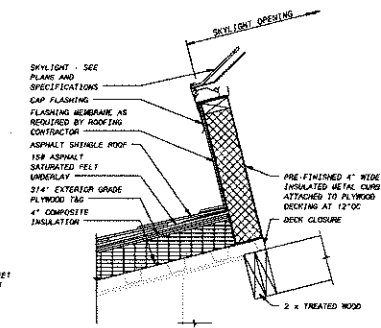 SKYLIGHT OPENING
SKYLIGHT - SEE
PLANS AND
SPECIFICATIONS
CAP FLASHING
FLASHING MEMBRANE AS
REQUIRED BY ROOFING
CONTRACTOR
ASPHALT SHINGLE ROOF
15# ASPHALT
SATURATED FELT
UNDERLAY
3/4" EXTERIOR GRADE
PLYWOOD T&G
4" COMPOSITE
INSULATION
PRE-FINISHED 4" WIDE
INSULATED METAL CURB
ATTACHED TO PLYWOOD
DECKING AT 12"OC
DECK CLOSURE
2 x TREATED WOOD